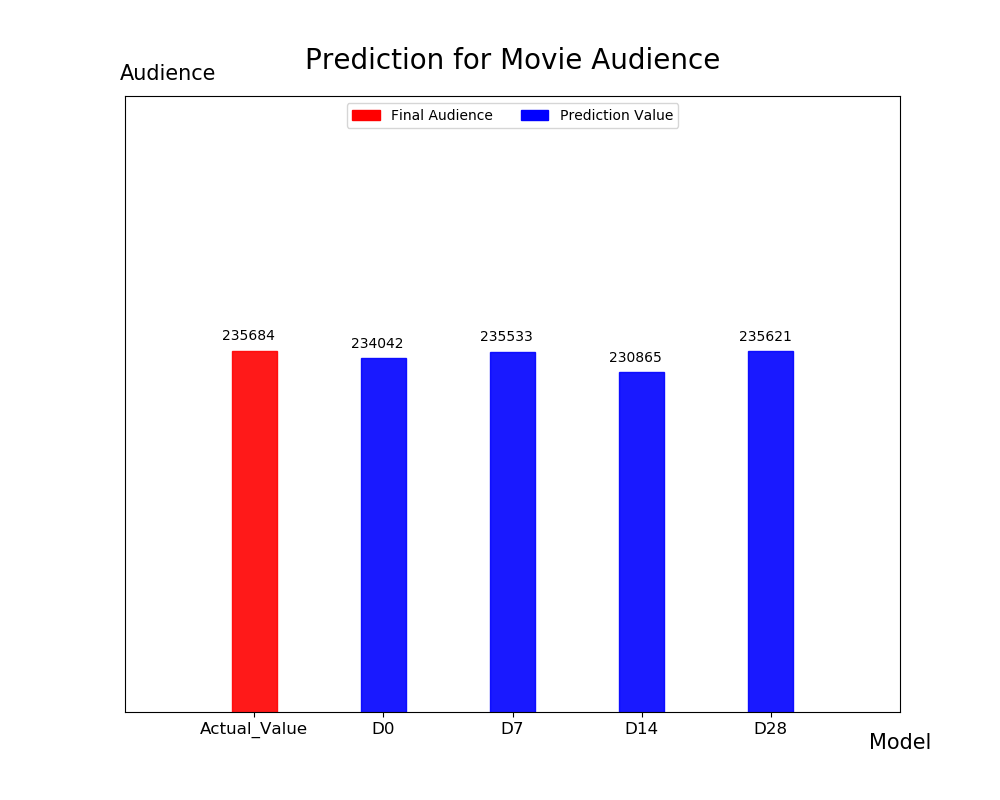 Prediction for Movie Audience
Audience
Final Audience
Prediction Value
235684
234042
235533
230865
235621
Actual_Value
D0
D7
D14
D28
Model